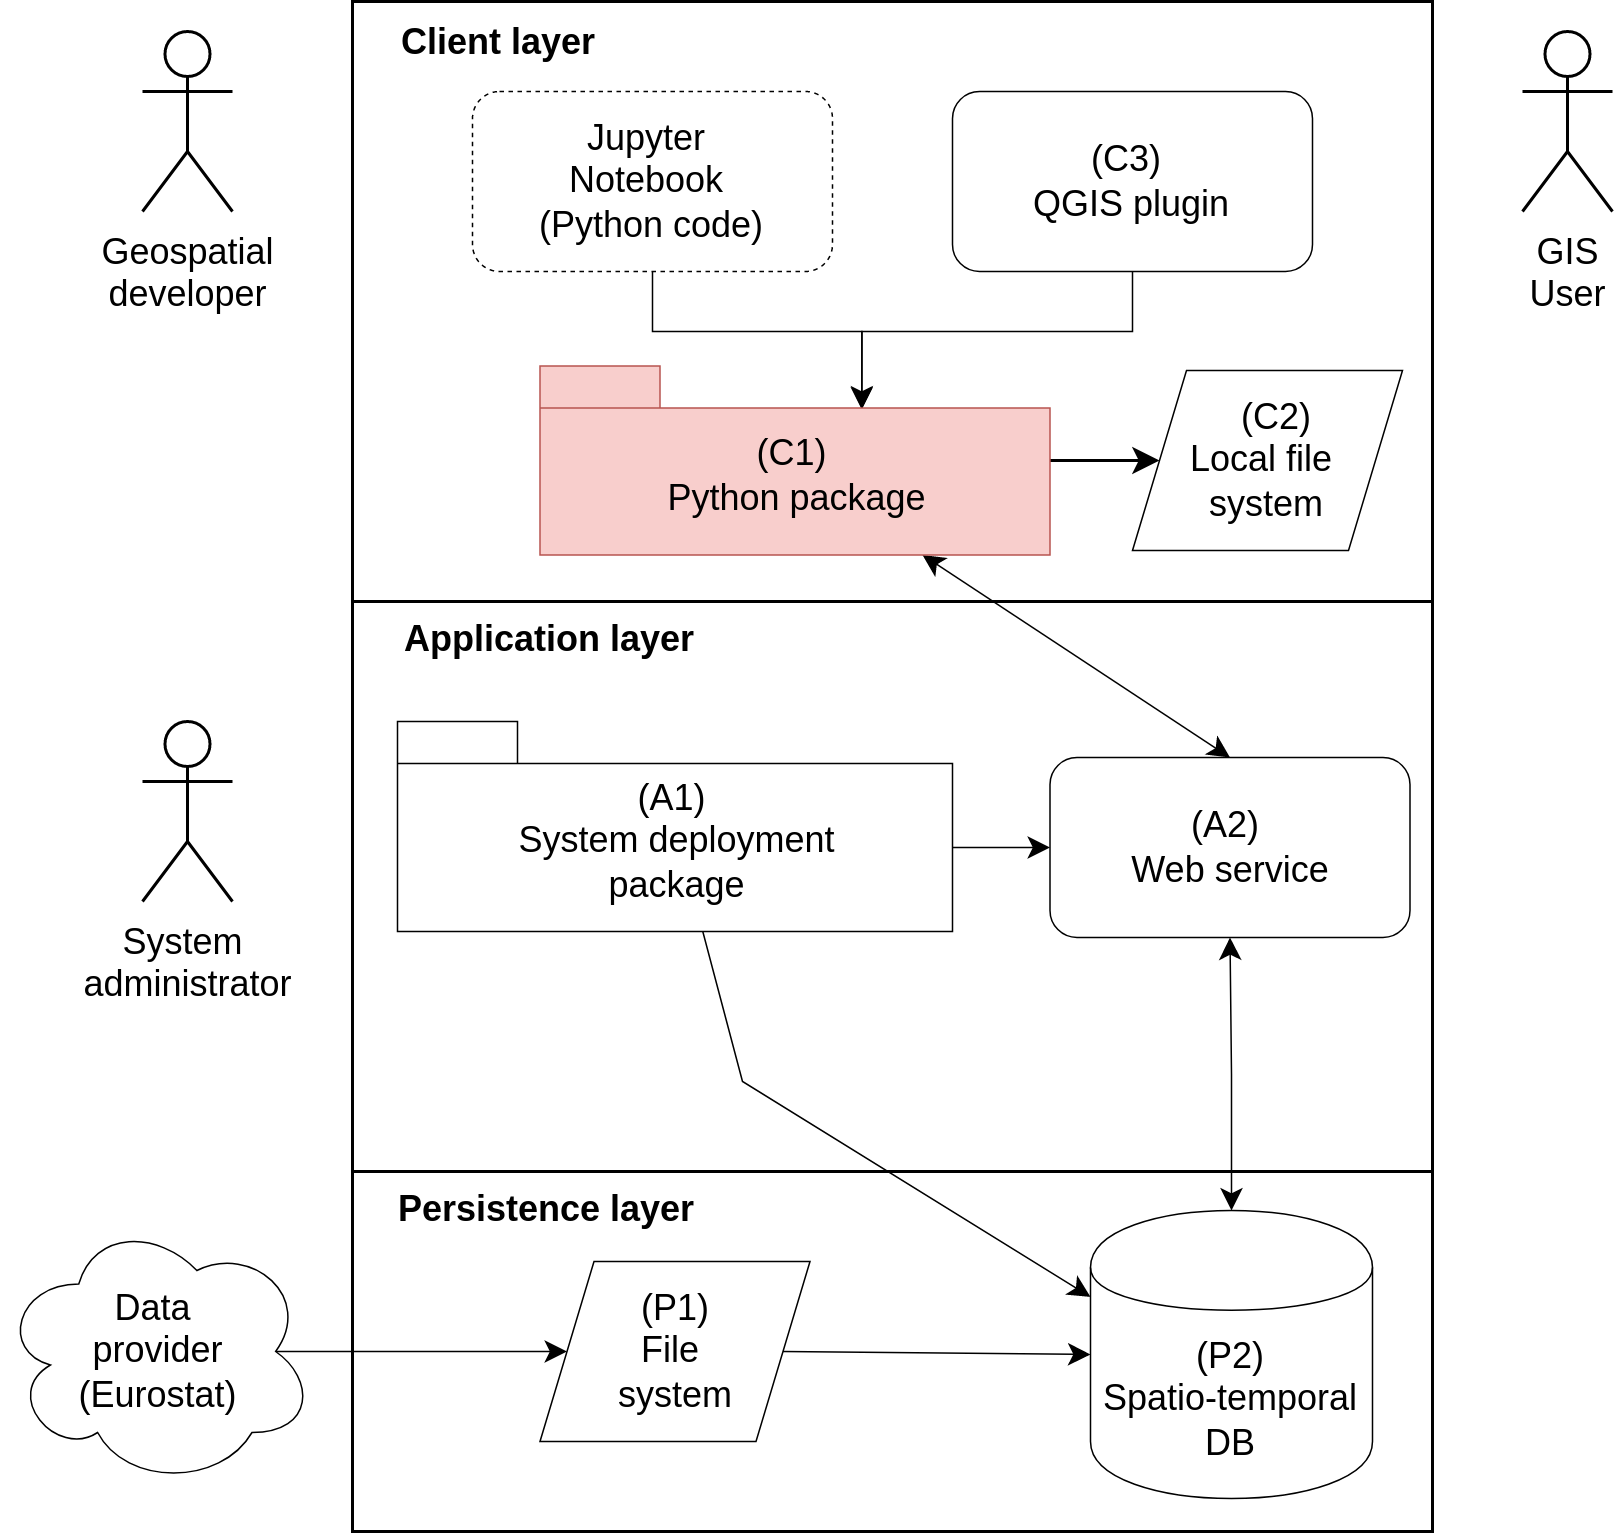 Client layer
Geospatial
developer
Jupyter
Notebook
(Python code)
(C3)
QGIS plugin
GIS
User
(C1)
Python package
(C2)
Local file
system
Application layer
System
administrator
(A1)
System deployment
package
(A2)
Web service
Persistence layer
Data
provider
(Eurostat)
(P1)
File
system
(P2)
Spatio-temporal
DB